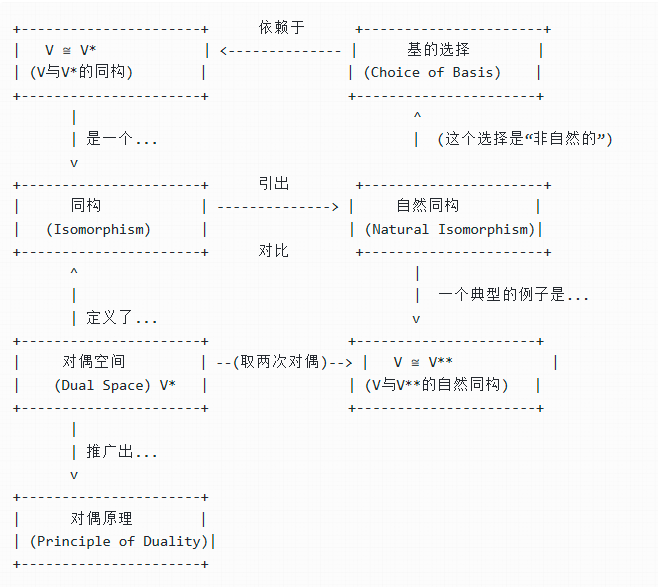 依赖于
V ≅ V* <-------------- 基的选择
(V与V*的同构) (Choice of Basis)
是一个... (这个选择是“非自然的”)
引出
同构 --------------> 自然同构
(Isomorphism) (Natural Isomorphism)
对比
一个典型的例子是...
定义了...
对偶空间 --(取两次对偶)--> V ≅ V**
(Dual Space) V* (V与V**的自然同构)
推广出...
对偶原理
(Principle of Duality)